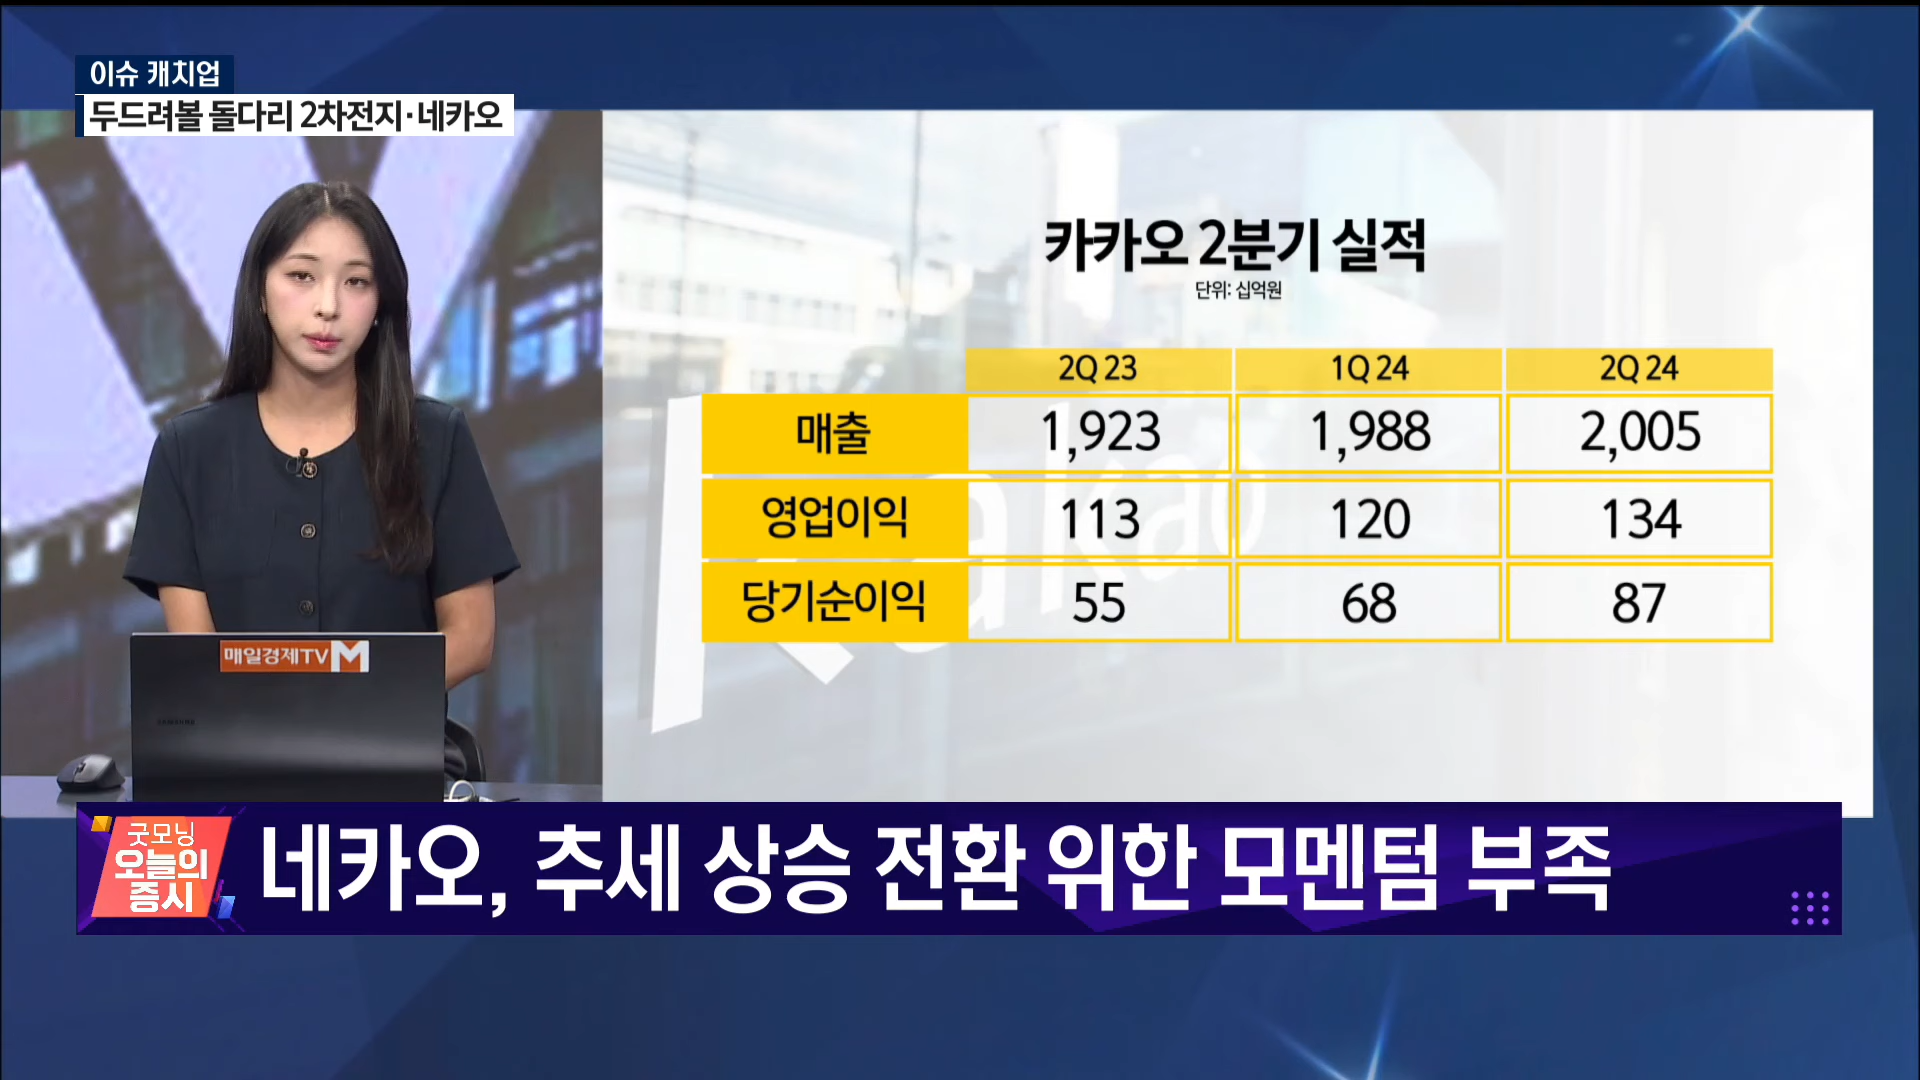 이슈 캐치업
두드려볼 돌다리 2차전지·네카오
카카오 2분기 실적
단위: 십억원
2Q 23 1Q 24 2Q 24
매출 1,923 1,988 2,005
영업이익 113 120 134
당기순이익 55 68 87
kakao
매일경제TV M
SAMSUNG
굿모닝
오늘의
증시
네카오, 추세 상승 전환 위한 모멘텀 부족